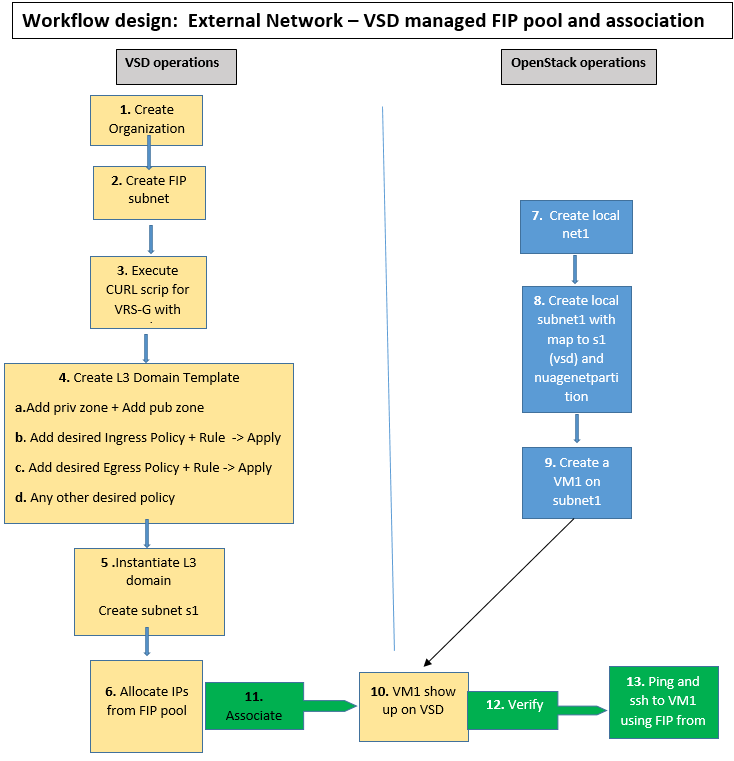 Workflow design:  External Network – VSD managed FIP pool and association
VSD operations
1. Create
Organization
2. Create FIP
subnet
3. Execute
CURL scrip for
VRS-G with
4. Create L3 Domain Template
a.Add priv zone + Add pub zone
b. Add desired Ingress Policy + Rule  -> Apply
c. Add desired Egress Policy + Rule -> Apply
d. Any other desired policy
5 .Instantiate L3
domain
Create subnet s1
6. Allocate IPs
from FIP pool
11.
Associate
OpenStack operations
7.  Create local
net1
8. Create local
subnet1 with
map to s1
(vsd) and
nuagenetparti
tion
9. Create a
VM1 on
subnet1
10. VM1 show
up on VSD
12. Verify
13. Ping and
ssh to VM1
using FIP from